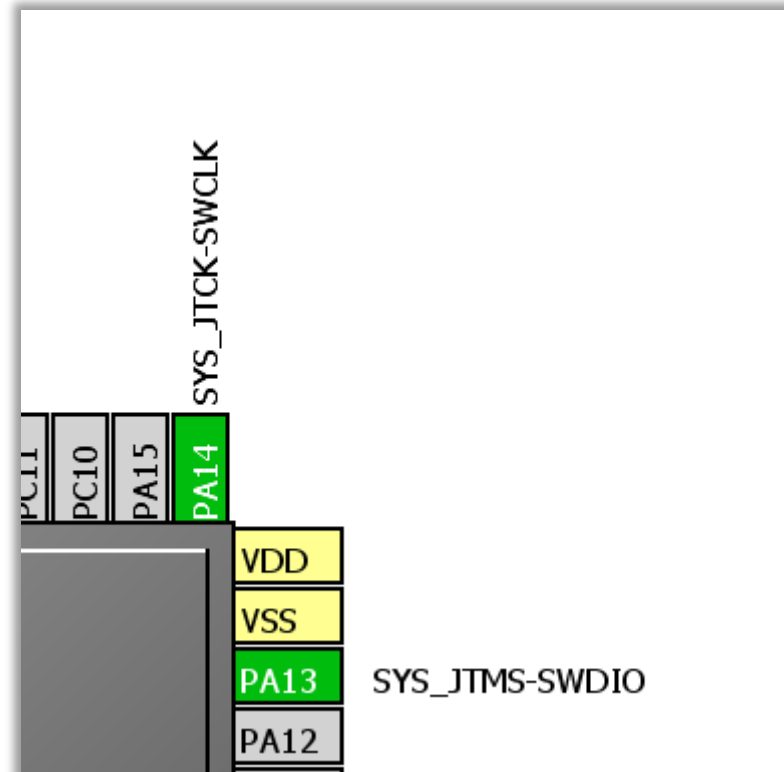 SYS_JTCK-SWCLK
PC11
PC10
PA15
PA14
VDD
VSS
PA13
SYS_JTMS-SWDIO
PA12